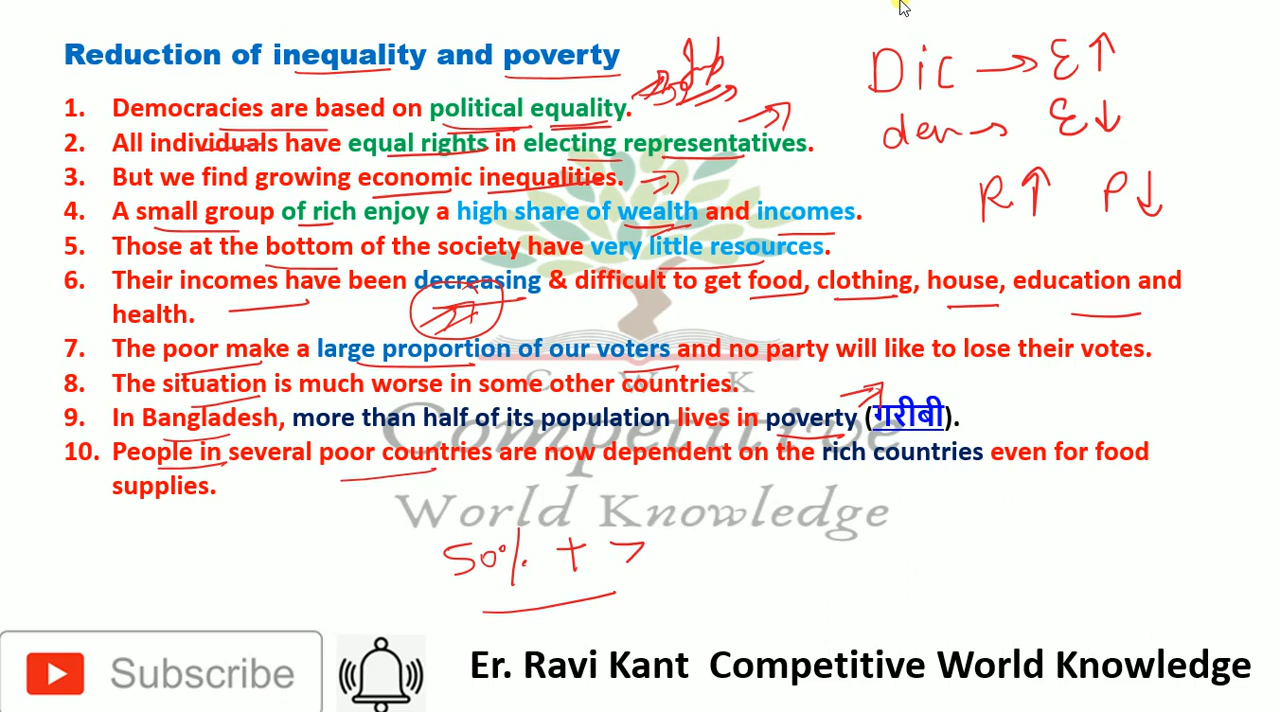 Reduction of inequality and poverty
1. Democracies are based on political equality.
2. All individuals have equal rights in electing representatives.
3. But we find growing economic inequalities.
4. A small group of rich enjoy a high share of wealth and incomes.
5. Those at the bottom of the society have very little resources.
6. Their incomes have been decreasing & difficult to get food, clothing, house, education and
health.
7. The poor make a large proportion of our voters and no party will like to lose their votes.
8. The situation is much worse in some other countries.
9. In Bangladesh, more than half of its population lives in poverty (गरीबी).
10. People in several poor countries are now dependent on the rich countries even for food
supplies.
Dic → E ↑
dem → E ↓
R ↑ P ↓
C W K
Competitive
World Knowledge
50% + >
Subscribe
Er. Ravi Kant Competitive World Knowledge